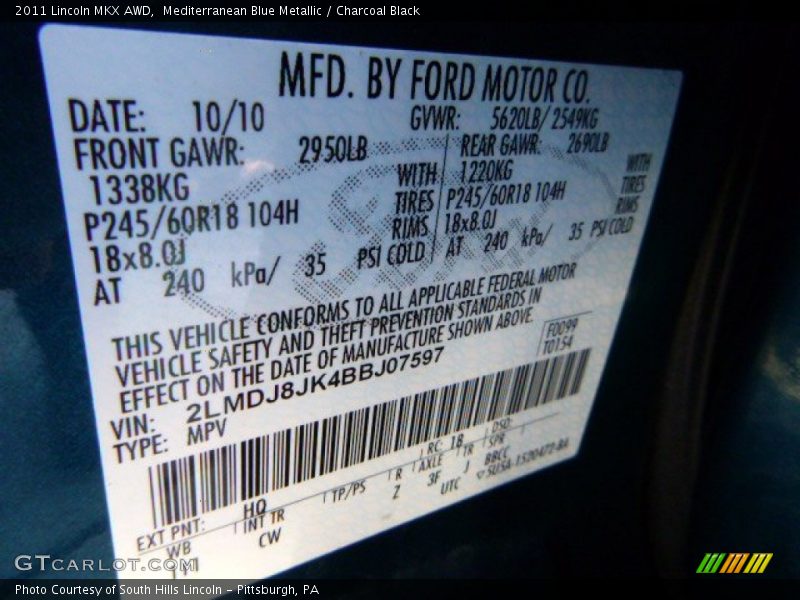 2011 Lincoln MKX AWD,  Mediterranean Blue Metallic / Charcoal Black
MFD. BY FORD MOTOR CO.
DATE: 10/10 GVWR: 5620LB/ 2549KG
FRONT GAWR: 2950LB REAR GAWR: 2690LB
1338KG WITH 1220KG WITH
P245/60R18 104H TIRES P245/60R18 104H TIRES
18x8.0J RIMS 18x8.0J RIMS
AT 240 kPa/ 35 PSI COLD AT 240 kPa/ 35 PSI COLD
THIS VEHICLE CONFORMS TO ALL APPLICABLE FEDERAL MOTOR
VEHICLE SAFETY AND THEFT PREVENTION STANDARDS IN
EFFECT ON THE DATE OF MANUFACTURE SHOWN ABOVE.
F0099
T0154
VIN: 2LMDJ8JK4BBJ07597
TYPE: MPV
EXT PNT: HQ RC: 18 DSO:
WB INT TR TP/PS R AXLE TR SPR
CW Z 3F J BBCC
UTC ▽5USA-1520472-BA
GTCARLOT.COM
Photo Courtesy of South Hills Lincoln – Pittsburgh, PA